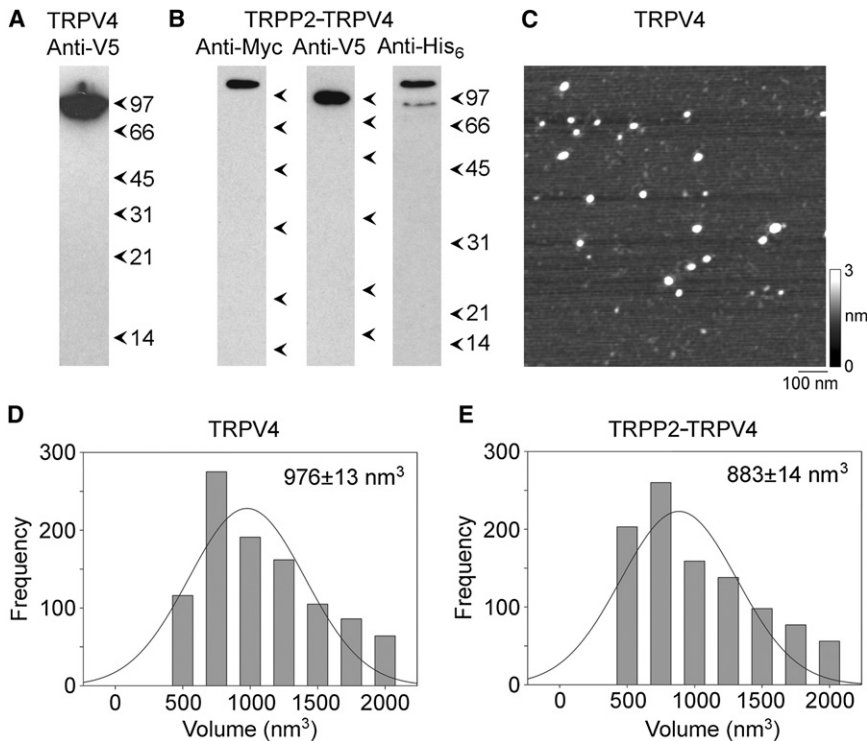 A
TRPV4
Anti-V5
97
66
45
31
21
14
B
TRPP2-TRPV4
Anti-Myc Anti-V5 Anti-His₆
97
66
45
31
21
14
C
TRPV4
3
nm
0
100 nm
D
TRPV4
976±13 nm³
Frequency
300
200
100
0
0 500 1000 1500 2000
Volume (nm³)
E
TRPP2-TRPV4
883±14 nm³
Frequency
300
200
100
0
0 500 1000 1500 2000
Volume (nm³)